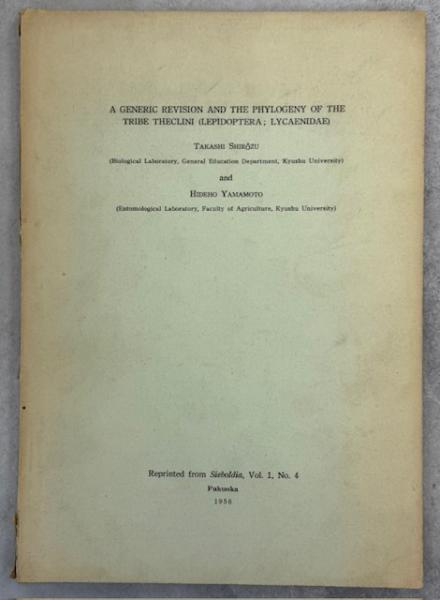 A GENERIC REVISION AND THE PHYLOGENY OF THE
TRIBE THECLINI (LEPIDOPTERA; LYCAENIDAE)
TAKASHI SHIRÔZU
(Biological Laboratory, General Education Department, Kyushu University)
and
HIDEHO YAMAMOTO
(Entomological Laboratory, Faculty of Agriculture, Kyushu University)
Reprinted from Sieboldia, Vol. 1, No. 4
Fukuoka
1956